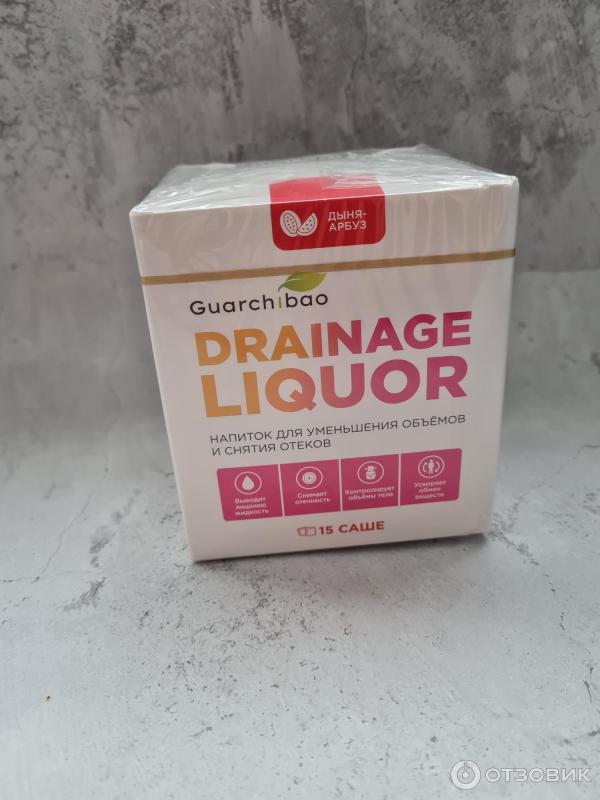 ДЫНЯ-
АРБУЗ
Guarchibao
DRAINAGE
LIQUOR
НАПИТОК ДЛЯ УМЕНЬШЕНИЯ ОБЪЁМОВ
И СНЯТИЯ ОТЕКОВ
Выводит
лишнюю
жидкость
Снимает
отечность
Контролирует
объёмы тела
Ускоряет
обмен
веществ
15 САШЕ
ОТЗОВИК